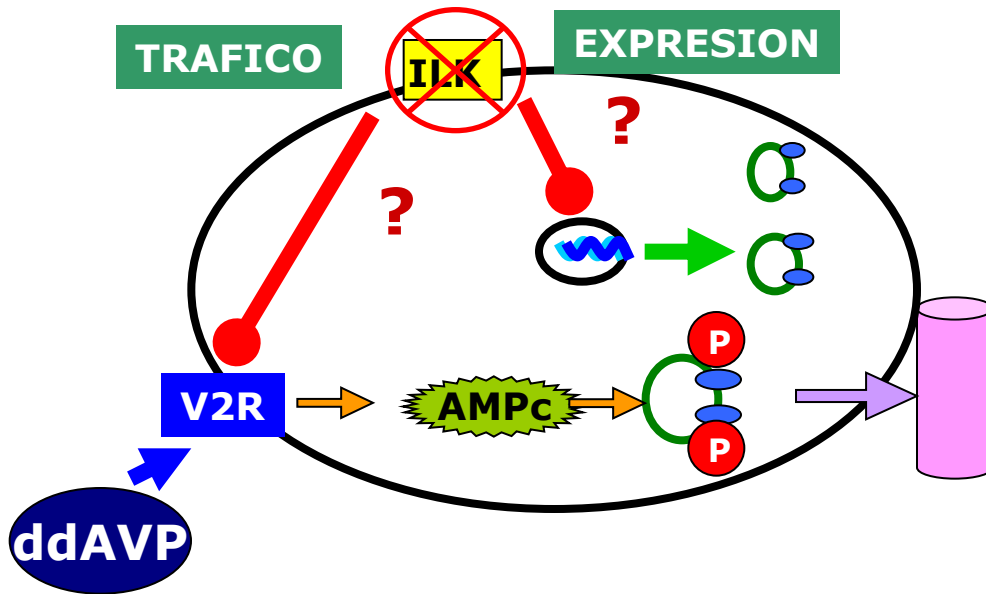 TRAFICO
ILK
EXPRESION
?
?
P
V2R
AMPc
P
ddAVP